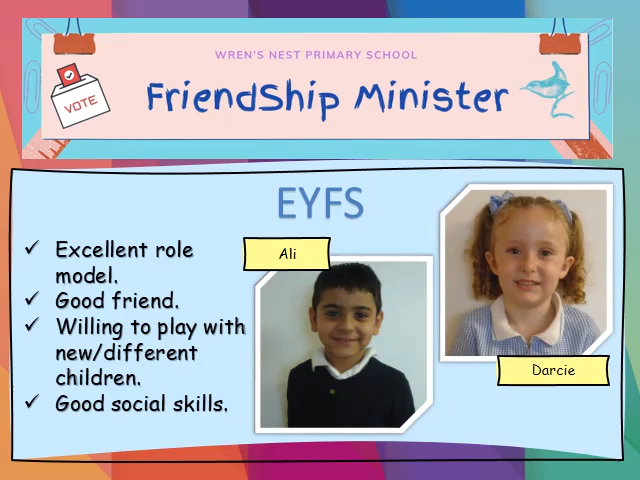 WREN'S NEST PRIMARY SCHOOL
VOTE
FriendShip Minister
EYFS
✓ Excellent role
model.
✓ Good friend.
✓ Willing to play with
new/different
children.
✓ Good social skills.
Ali
Darcie